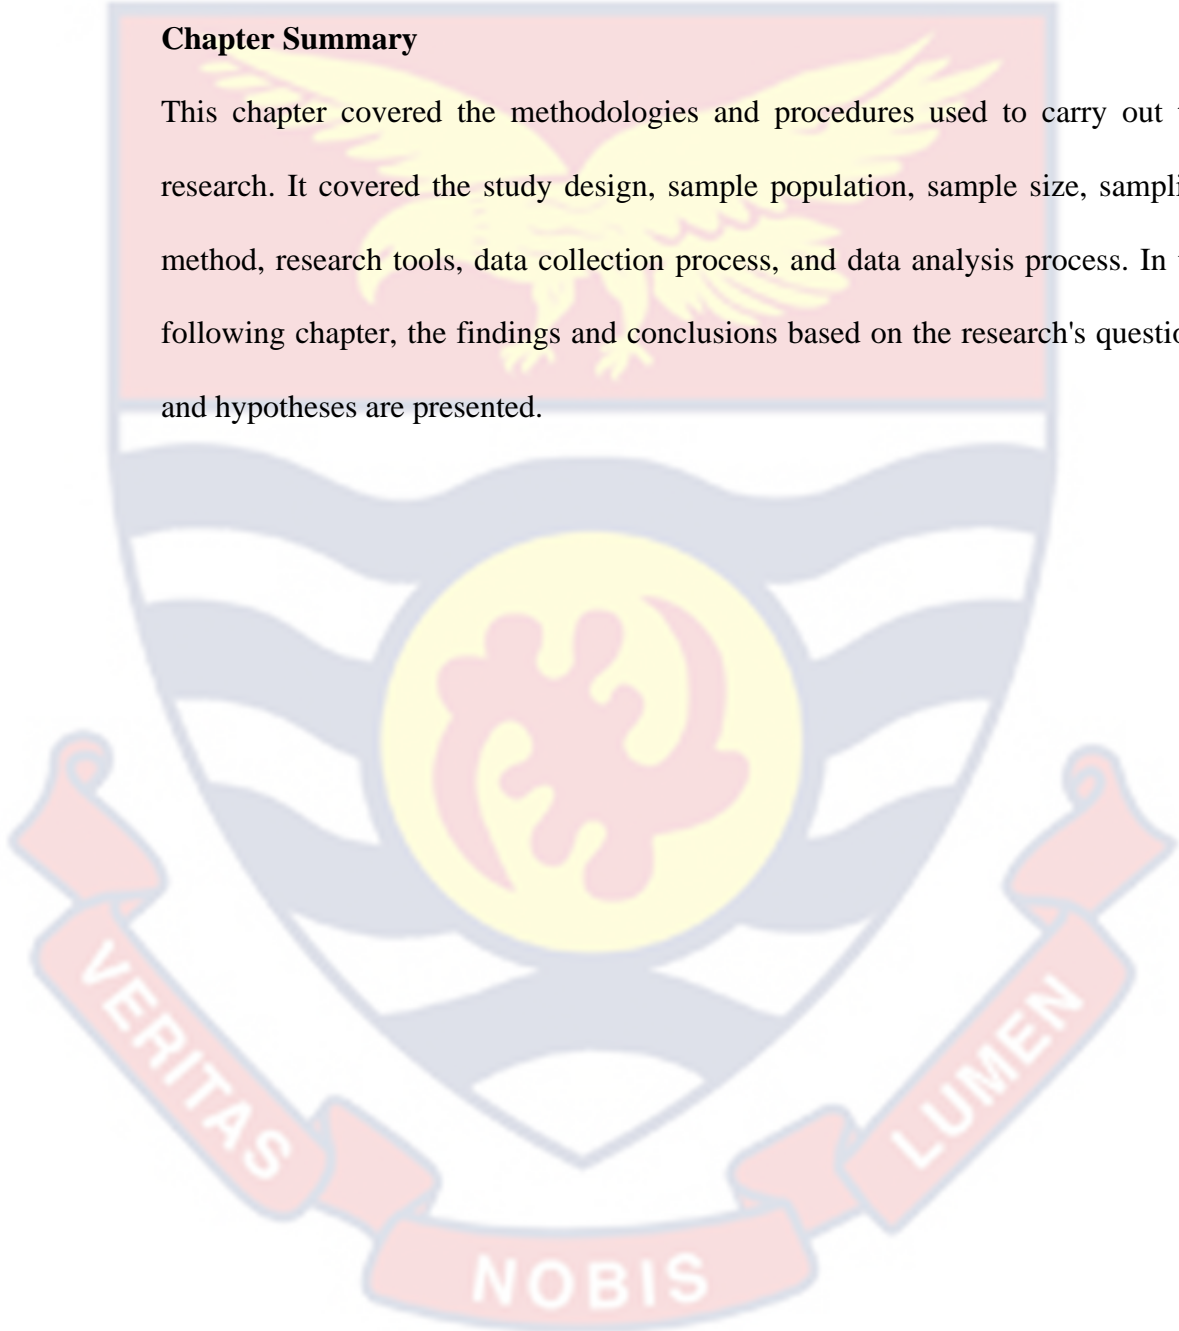 Chapter Summary
This chapter covered the methodologies and procedures used to carry out
research. It covered the study design, sample population, sample size,
method, research tools, data collection process, and data analysis process. In
following chapter, the findings and conclusions based on the research's
and hypotheses are presented.
VERITAS
NOBIS
LUMEN